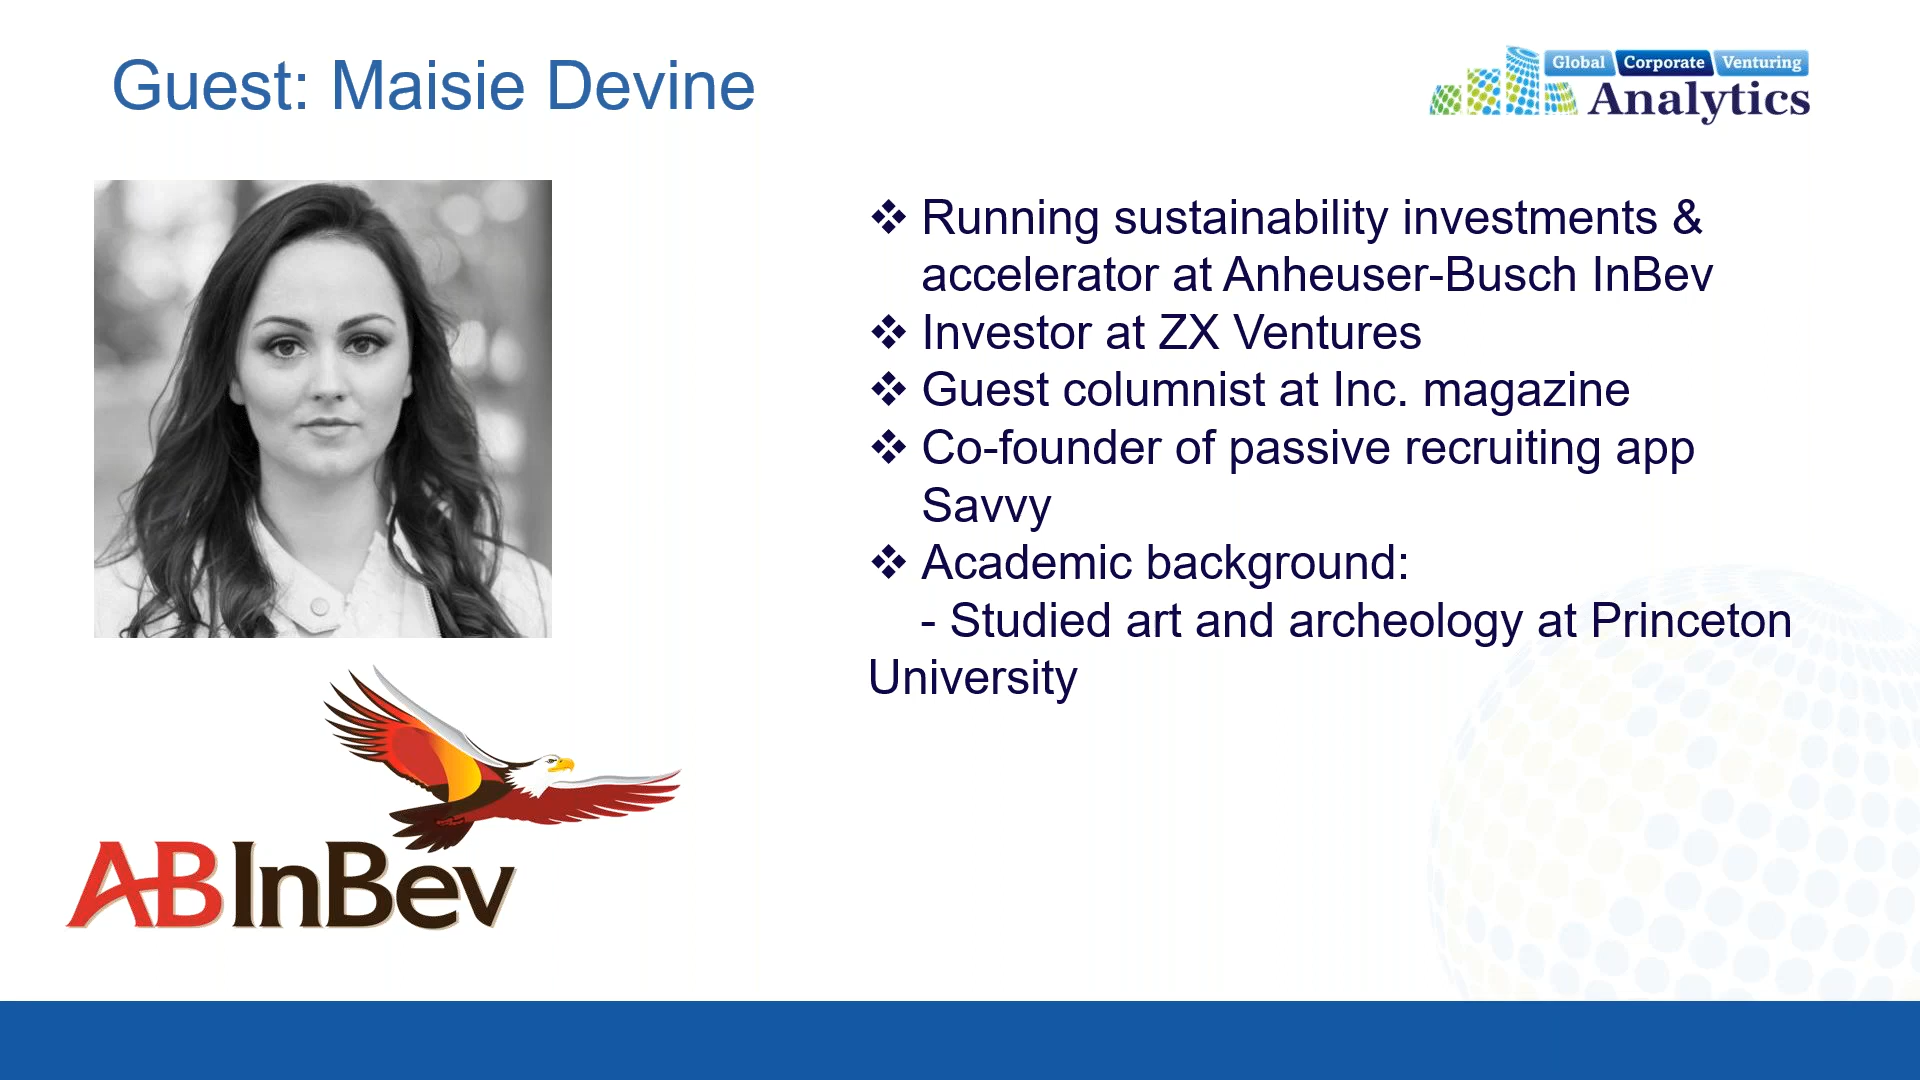 Guest: Maisie Devine
Global Corporate Venturing
Analytics
❖ Running sustainability investments &
accelerator at Anheuser-Busch InBev
❖ Investor at ZX Ventures
❖ Guest columnist at Inc. magazine
❖ Co-founder of passive recruiting app
Savvy
❖ Academic background:
- Studied art and archeology at Princeton
University
ABInBev